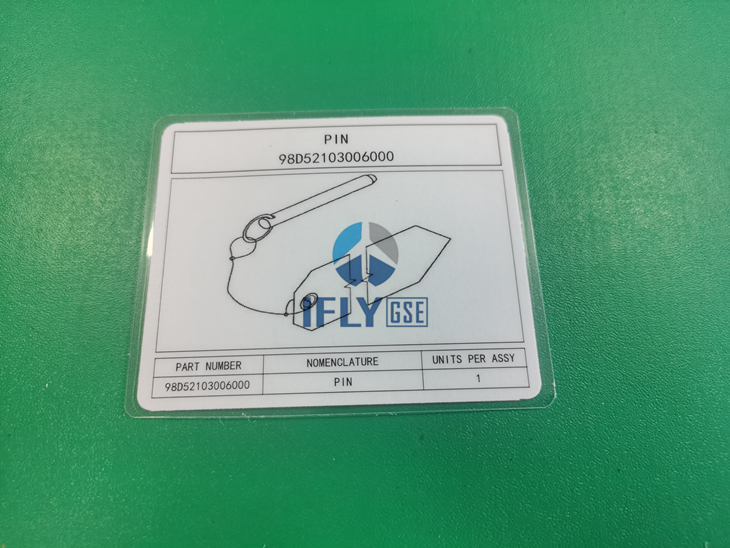 PIN
98D52103006000
IFLY GSE
PART NUMBER NOMENCLATURE UNITS PER ASSY
98D52103006000 PIN 1